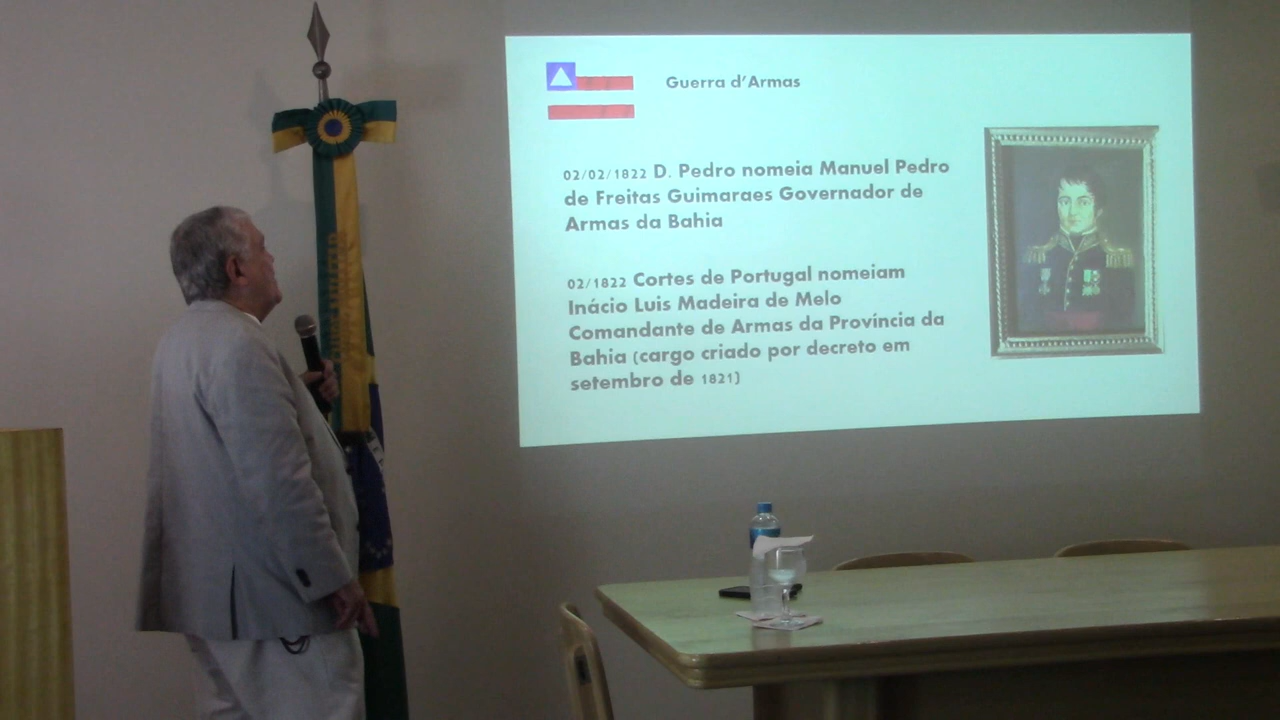 Guerra d'Armas
02/02/1822 D. Pedro nomeia Manuel Pedro
de Freitas Guimaraes Governador de
Armas da Bahia
02/1822 Cortes de Portugal nomeiam
Inácio Luis Madeira de Melo
Comandante de Armas da Província da
Bahia (cargo criado por decreto em
setembro de 1821)